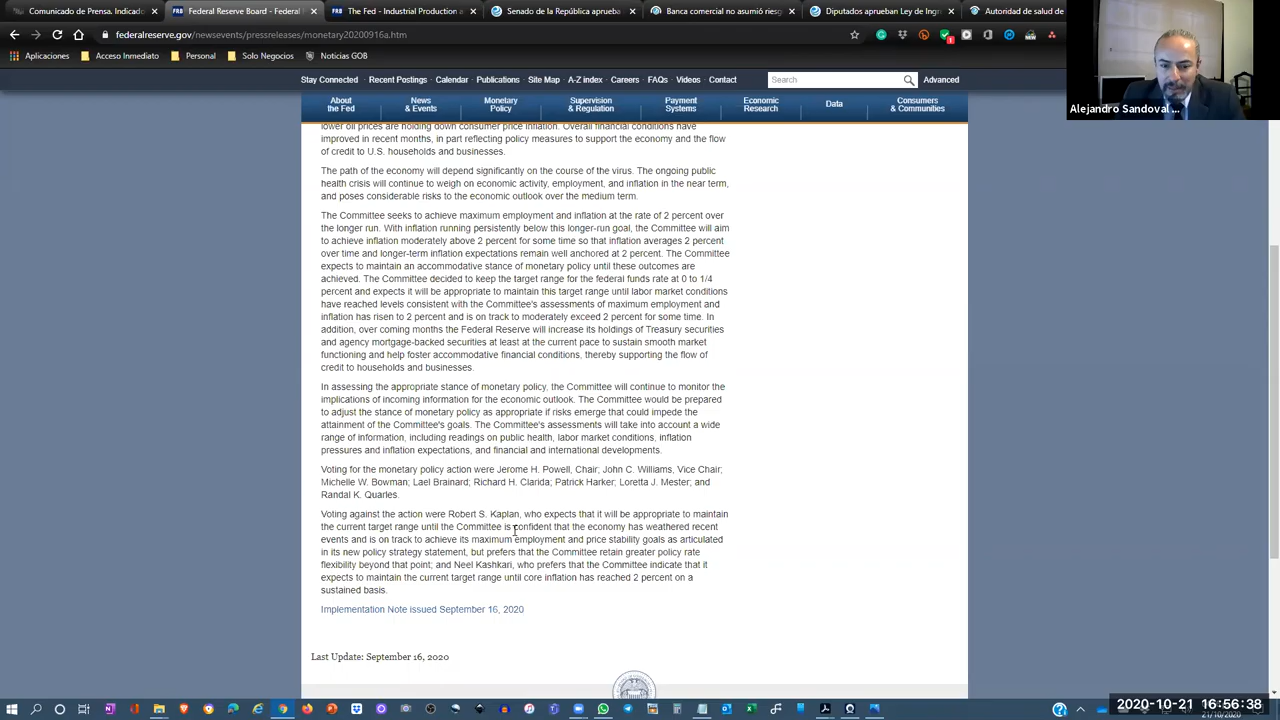 Comunicado de Prensa. Indicado
Federal Reserve Board - Federal
The Fed - Industrial Production a
Senado de la República aprueba
Banca comercial no asumió riesgo
Diputados aprueban Ley de Ingr
Autoridad de salud de
federalreserve.gov/newsevents/pressreleases/monetary20200916a.htm
Aplicaciones
Acceso Inmediato
Personal
Solo Negocios
Noticias GOB
Alejandro Sandoval ...
Stay Connected
Recent Postings
Calendar
Publications
Site Map
A-Z index
Careers
FAQs
Videos
Contact
Search
Advanced
About the Fed
News & Events
Monetary Policy
Supervision & Regulation
Payment Systems
Economic Research
Data
Consumers & Communities
lower oil prices are holding down consumer price inflation. Overall financial conditions have
improved in recent months, in part reflecting policy measures to support the economy and the flow
of credit to U.S. households and businesses.
The path of the economy will depend significantly on the course of the virus. The ongoing public
health crisis will continue to weigh on economic activity, employment, and inflation in the near term,
and poses considerable risks to the economic outlook over the medium term.
The Committee seeks to achieve maximum employment and inflation at the rate of 2 percent over
the longer run. With inflation running persistently below this longer-run goal, the Committee will aim
to achieve inflation moderately above 2 percent for some time so that inflation averages 2 percent
over time and longer-term inflation expectations remain well anchored at 2 percent. The Committee
expects to maintain an accommodative stance of monetary policy until these outcomes are
achieved. The Committee decided to keep the target range for the federal funds rate at 0 to 1/4
percent and expects it will be appropriate to maintain this target range until labor market conditions
have reached levels consistent with the Committee's assessments of maximum employment and
inflation has risen to 2 percent and is on track to moderately exceed 2 percent for some time. In
addition, over coming months the Federal Reserve will increase its holdings of Treasury securities
and agency mortgage-backed securities at least at the current pace to sustain smooth market
functioning and help foster accommodative financial conditions, thereby supporting the flow of
credit to households and businesses.
In assessing the appropriate stance of monetary policy, the Committee will continue to monitor the
implications of incoming information for the economic outlook. The Committee would be prepared
to adjust the stance of monetary policy as appropriate if risks emerge that could impede the
attainment of the Committee's goals. The Committee's assessments will take into account a wide
range of information, including readings on public health, labor market conditions, inflation
pressures and inflation expectations, and financial and international developments.
Voting for the monetary policy action were Jerome H. Powell, Chair; John C. Williams, Vice Chair;
Michelle W. Bowman; Lael Brainard; Richard H. Clarida; Patrick Harker; Loretta J. Mester; and
Randal K. Quarles.
Voting against the action were Robert S. Kaplan, who expects that it will be appropriate to maintain
the current target range until the Committee is confident that the economy has weathered recent
events and is on track to achieve its maximum employment and price stability goals as articulated
in its new policy strategy statement, but prefers that the Committee retain greater policy rate
flexibility beyond that point; and Neel Kashkari, who prefers that the Committee indicate that it
expects to maintain the current target range until core inflation has reached 2 percent on a
sustained basis.
Implementation Note issued September 16, 2020
Last Update: September 16, 2020
2020-10-21 16:56:38
21/10/2020